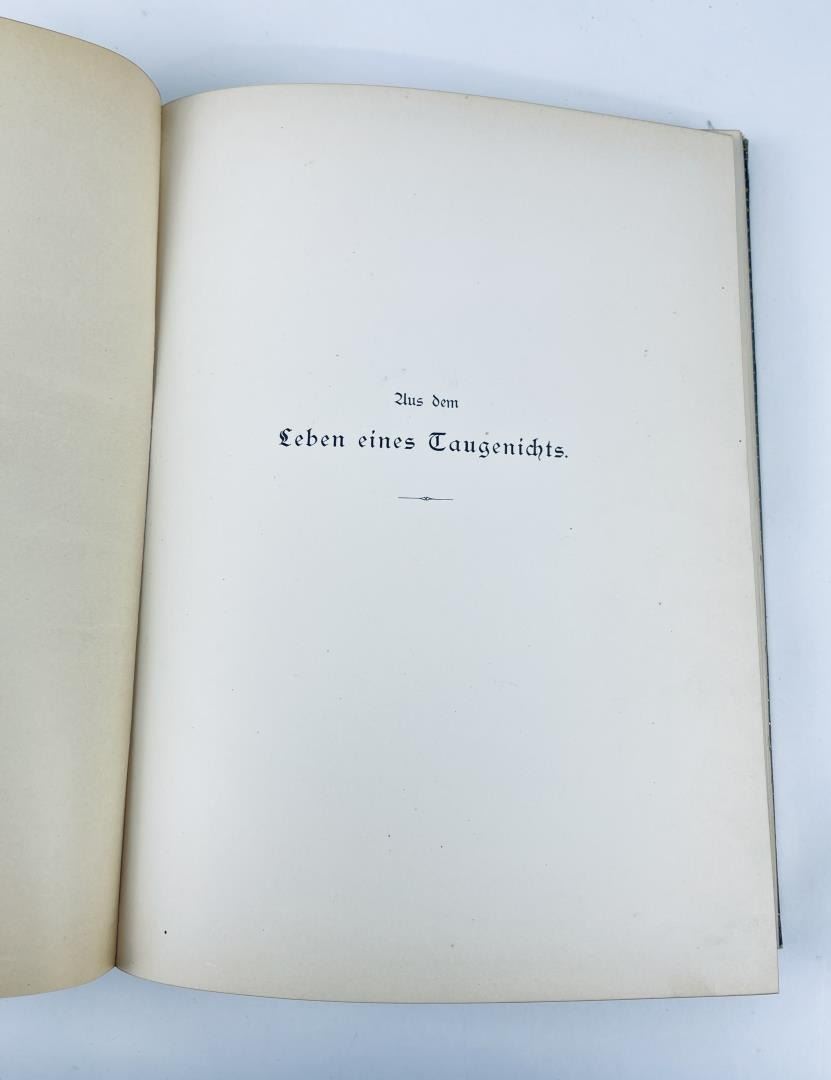 Aus dem
Leben eines Taugenichts.